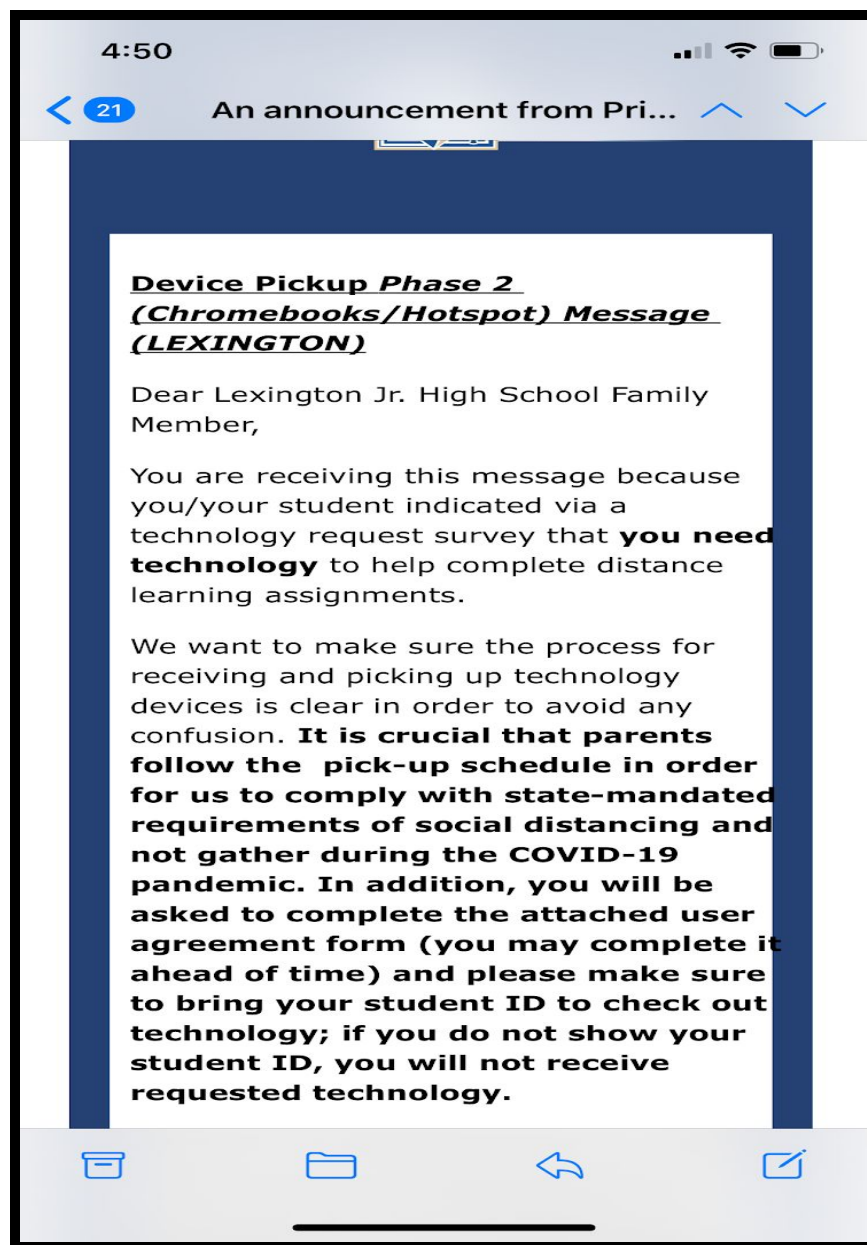 4:50
21
An announcement from Pri...
Device Pickup Phase 2
(Chromebooks/Hotspot) Message
(LEXINGTON)
Dear Lexington Jr. High School Family
Member,
You are receiving this message because
you/your student indicated via a
technology request survey that you need
technology to help complete distance
learning assignments.
We want to make sure the process for
receiving and picking up technology
devices is clear in order to avoid any
confusion. It is crucial that parents
follow the  pick-up schedule in order
for us to comply with state-mandated
requirements of social distancing and
not gather during the COVID-19
pandemic. In addition, you will be
asked to complete the attached user
agreement form (you may complete it
ahead of time) and please make sure
to bring your student ID to check out
technology; if you do not show your
student ID, you will not receive
requested technology.